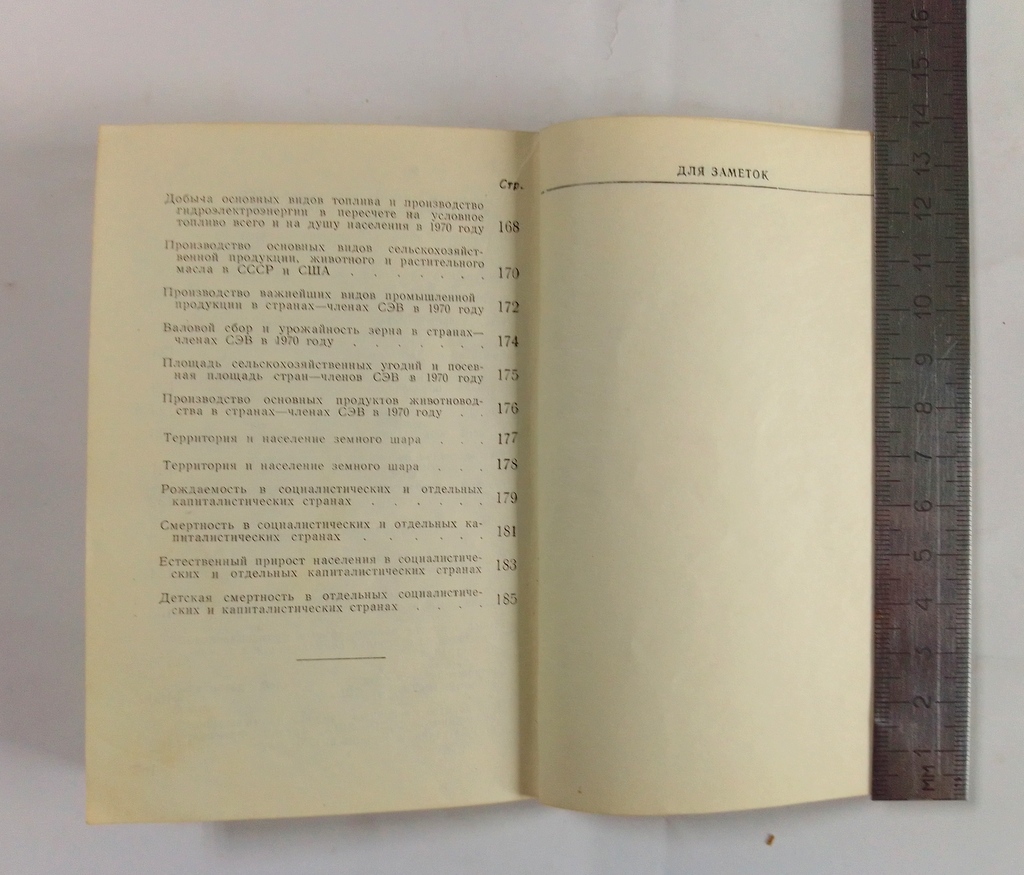 Стр.
Добыча основных видов топлива и производство
гидроэлектроэнергии в пересчете на условное
топливо всего и на душу населения в 1970 году 168
Производство основных видов сельскохозяйст-
венной продукции, животного и растительного
масла в СССР и США . . . . . . 170
Производство важнейших видов промышленной
продукции в странах—членах СЭВ в 1970 году 172
Валовой сбор и урожайность зерна в странах—
членах СЭВ в 1970 году . . . . . . . 174
Площадь сельскохозяйственных угодий и посев-
ная площадь стран—членов СЭВ в 1970 году 175
Производство основных продуктов животновод-
ства в странах—членах СЭВ в 1970 году . . 176
Территория и население земного шара . . . 177
Территория и население земного шара . . . 178
Рождаемость в социалистических и отдельных
капиталистических странах . . . . . . 179
Смертность в социалистических и отдельных ка-
питалистических странах . . . . . . 181
Естественный прирост населения в социалистиче-
ских и отдельных капиталистических странах 183
Детская смертность в отдельных социалистиче-
ских и капиталистических странах . . . . 185
ДЛЯ ЗАМЕТОК
16
15
14
13
12
11
10
9
8
7
6
5
4
3
2
1
мм